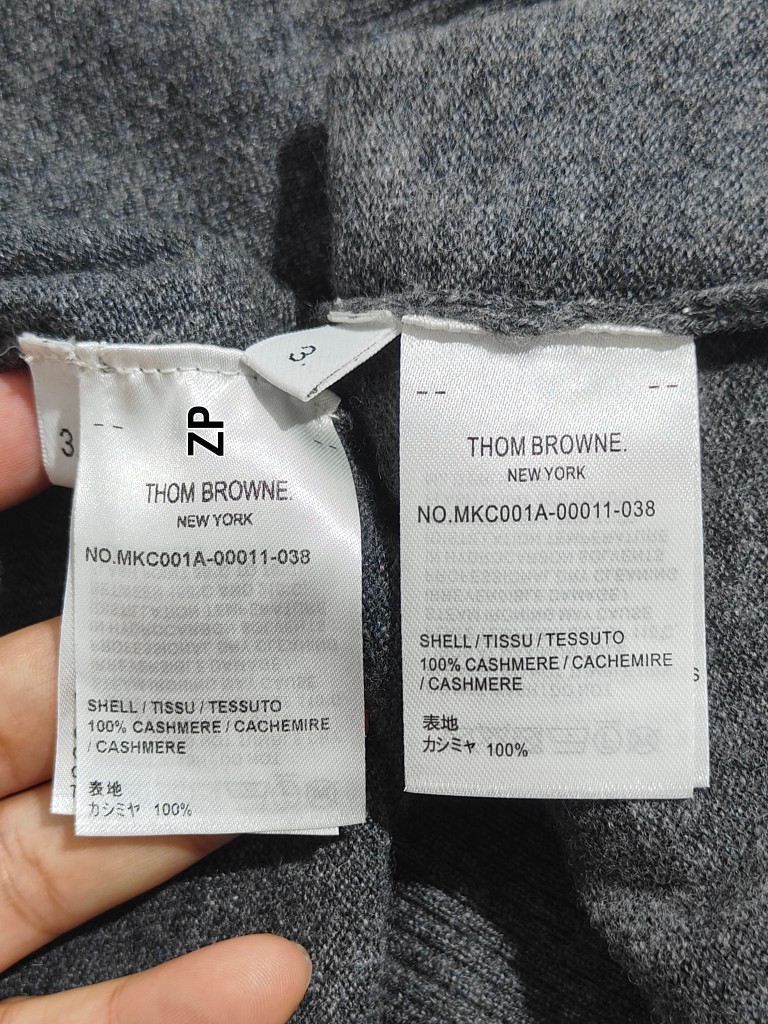 3
3
ZP
THOM BROWNE.
NEW YORK
NO.MKC001A-00011-038
SHELL / TISSU / TESSUTO
100% CASHMERE / CACHEMIRE
/ CASHMERE
表地
カシミヤ 100%
THOM BROWNE.
NEW YORK
NO.MKC001A-00011-038
SHELL / TISSU / TESSUTO
100% CASHMERE / CACHEMIRE
/ CASHMERE
表地
カシミヤ 100%
S